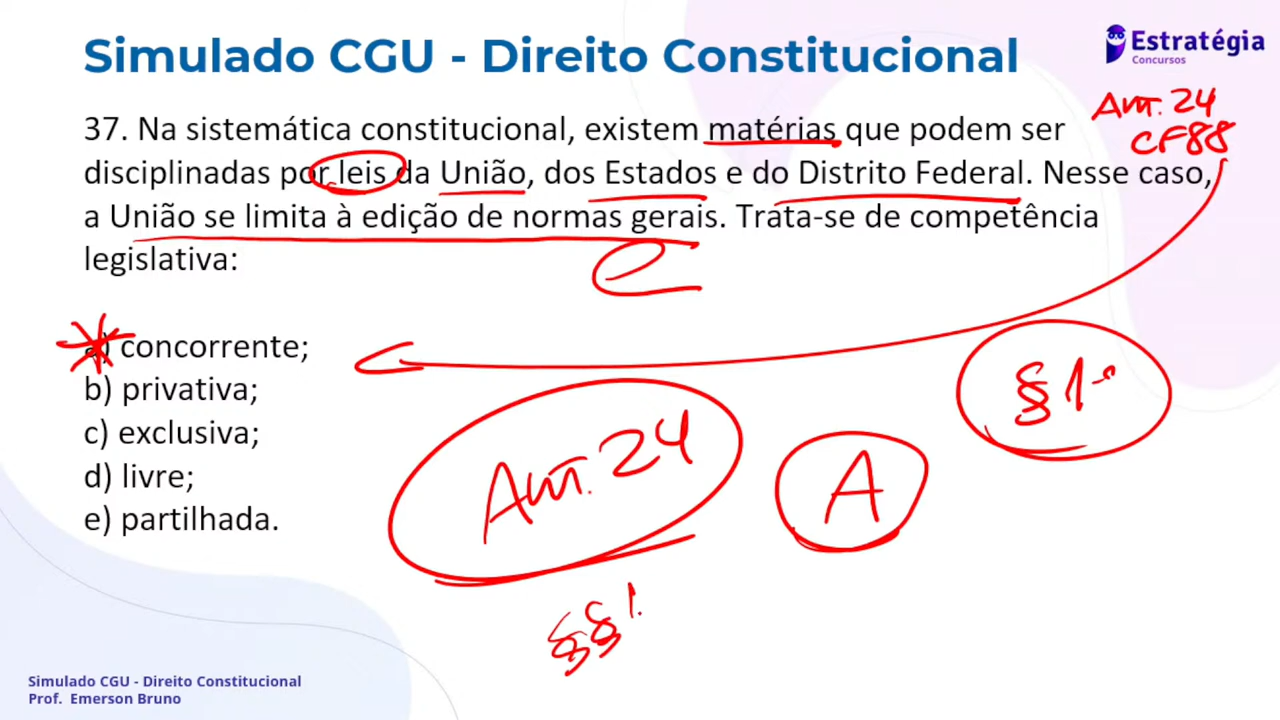 Simulado CGU - Direito Constitucional
Estratégia
Concursos
Art. 24
CF88
37. Na sistemática constitucional, existem matérias que podem ser
disciplinadas por leis da União, dos Estados e do Distrito Federal. Nesse caso,
a União se limita à edição de normas gerais. Trata-se de competência
legislativa:
a) concorrente;
b) privativa;
c) exclusiva;
d) livre;
e) partilhada.
§ 1º
Art. 24
A
§§ 1
Simulado CGU - Direito Constitucional
Prof. Emerson Bruno